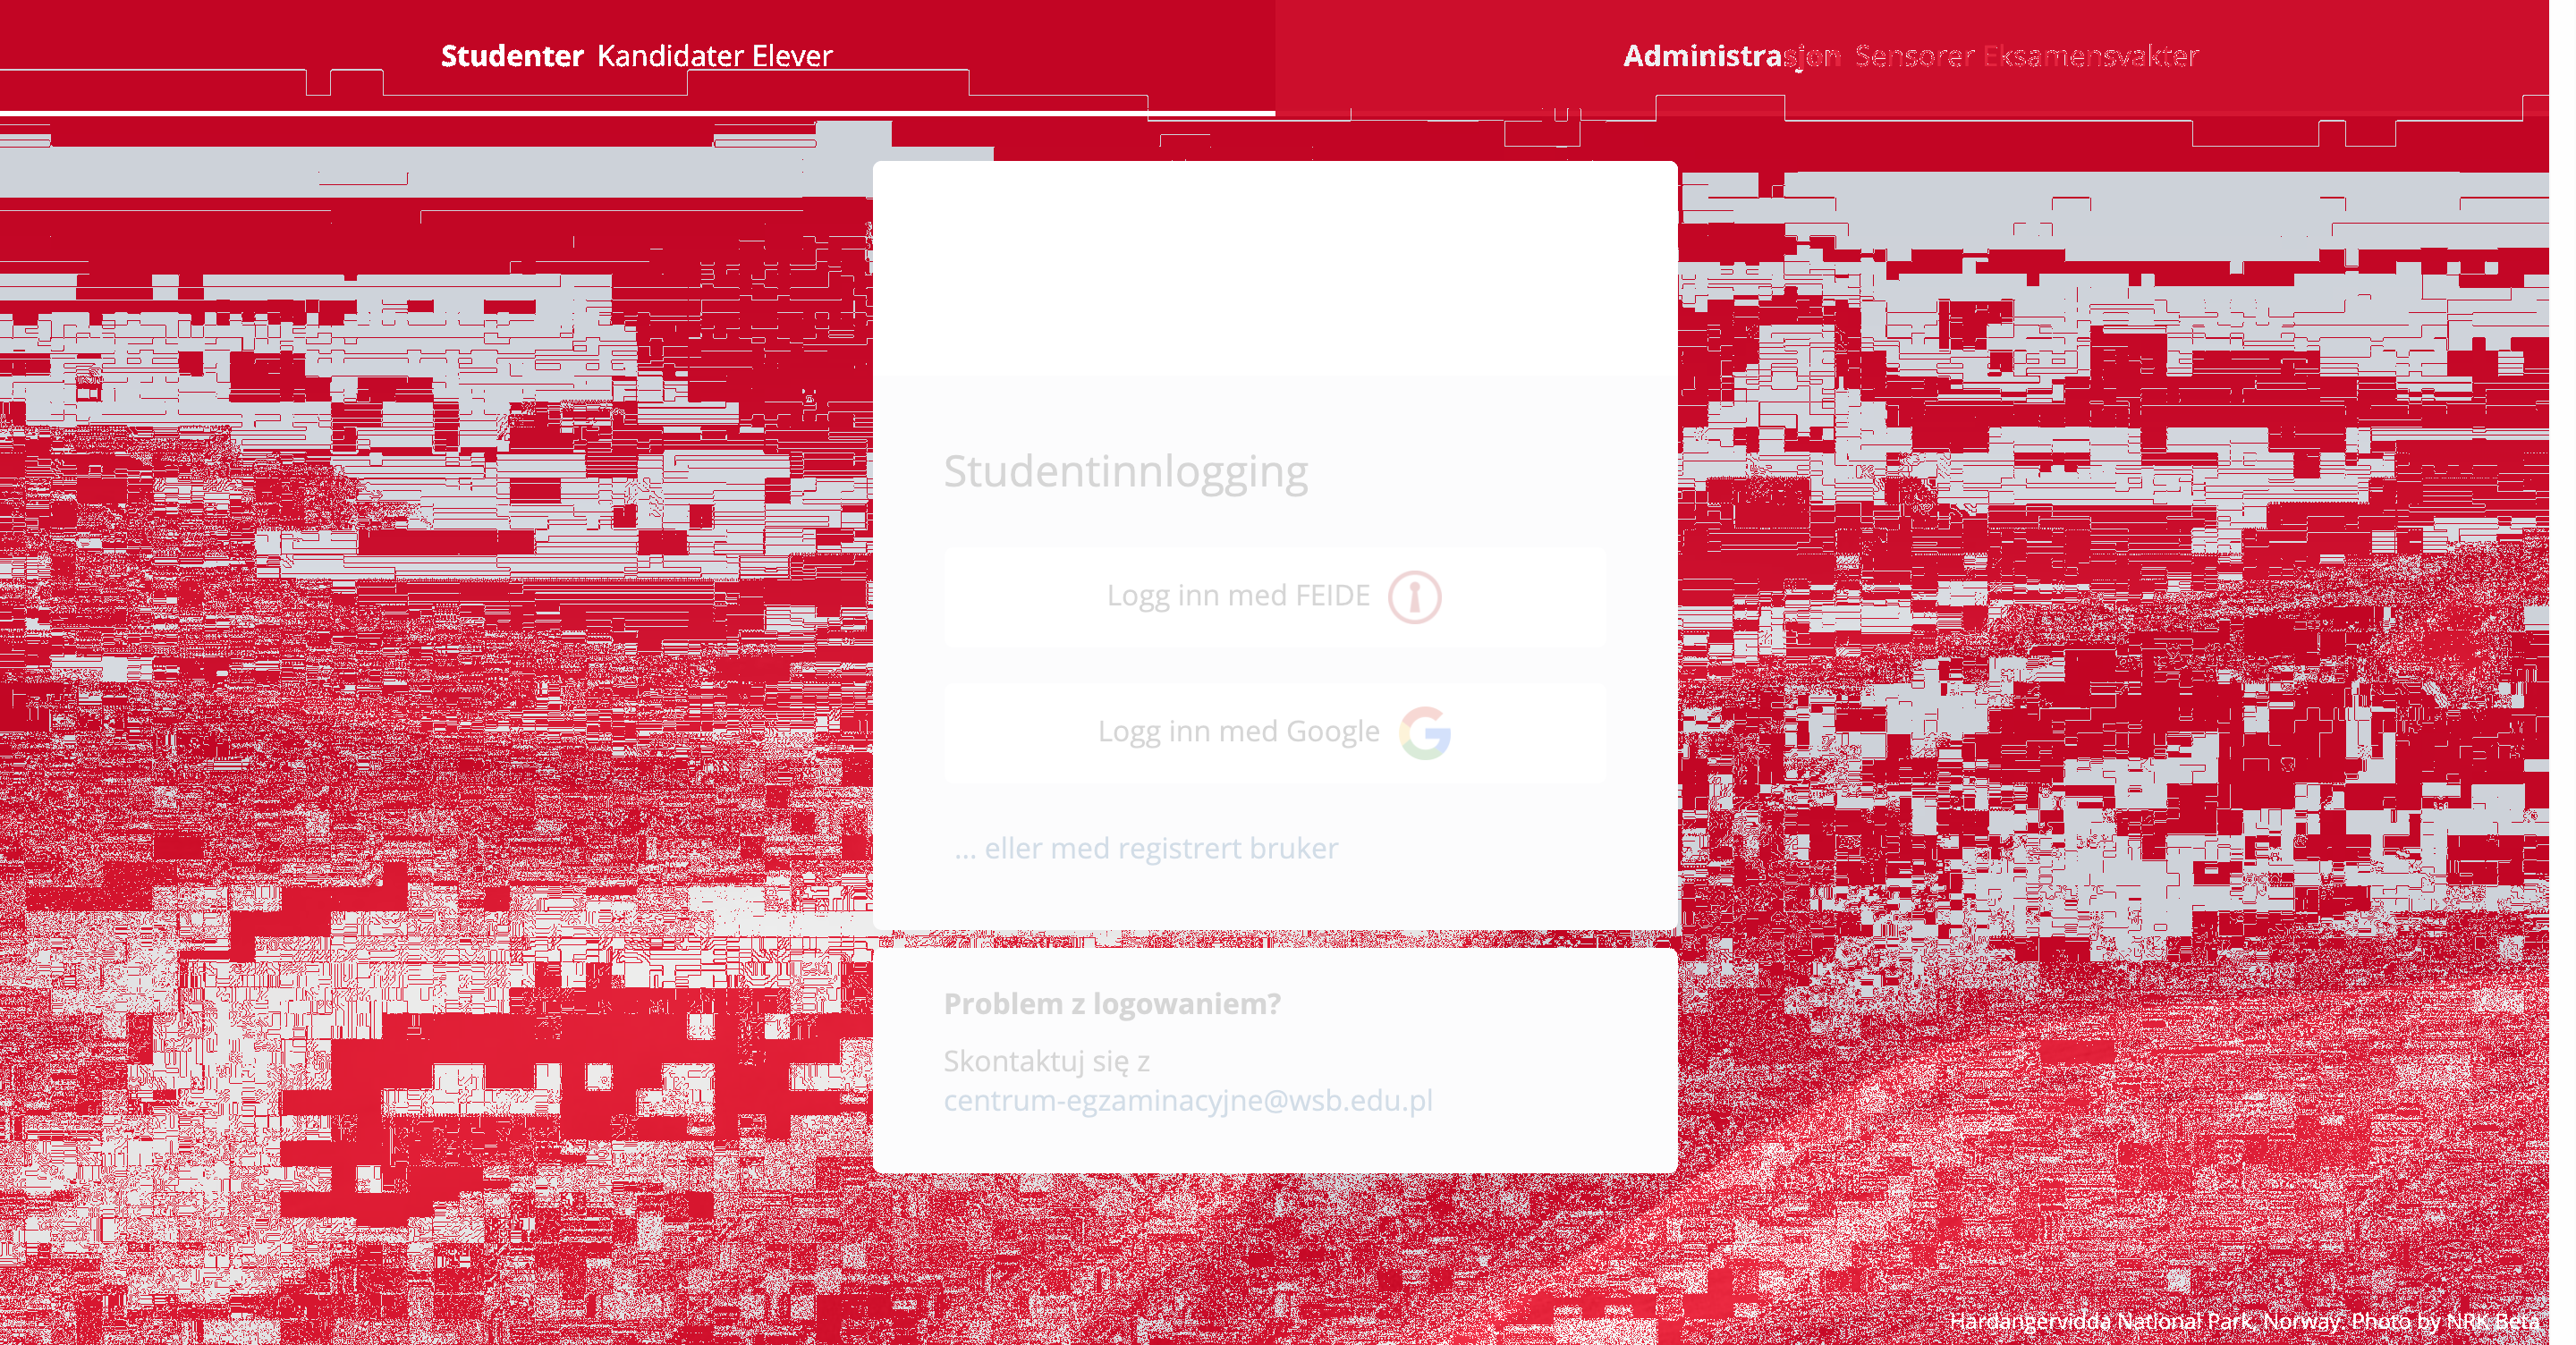 Studenter Kandidater Elever
Administrasjon Sensorer Eksamensvakter
Studentinnlogging
Logg inn med FEIDE
Logg inn med Google
... eller med registrert bruker
Problem z logowaniem?
Skontaktuj się z
centrum-egzaminacyjne@wsb.edu.pl
Hardangervidda National Park, Norway. Photo by NRK Beta